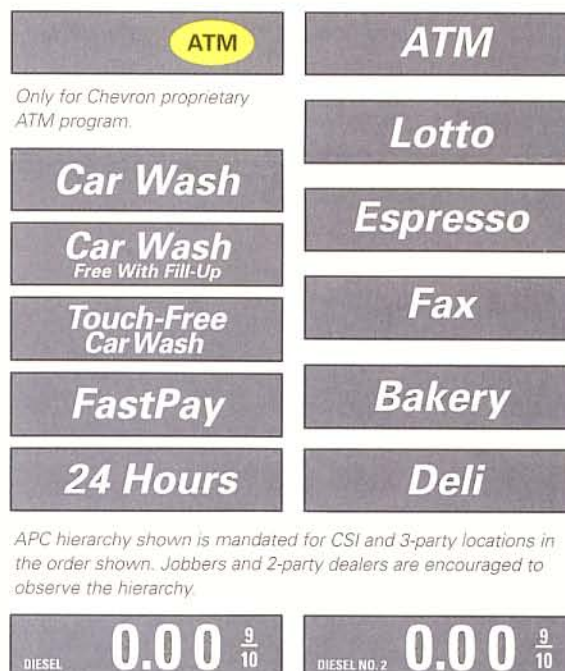 ATM
Only for Chevron proprietary
ATM program.
Car Wash
Car Wash
Free With Fill-Up
Touch-Free
Car Wash
FastPay
24 Hours
ATM
Lotto
Espresso
Fax
Bakery
Deli
APC hierarchy shown is mandated for CSI and 3-party locations in
the order shown. Jobbers and 2-party dealers are encouraged to
observe the hierarchy.
DIESEL 0.00 9/10
DIESEL NO. 2 0.00 9/10